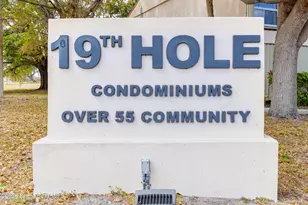 19TH HOLE
CONDOMINIUMS
OVER 55 COMMUNITY